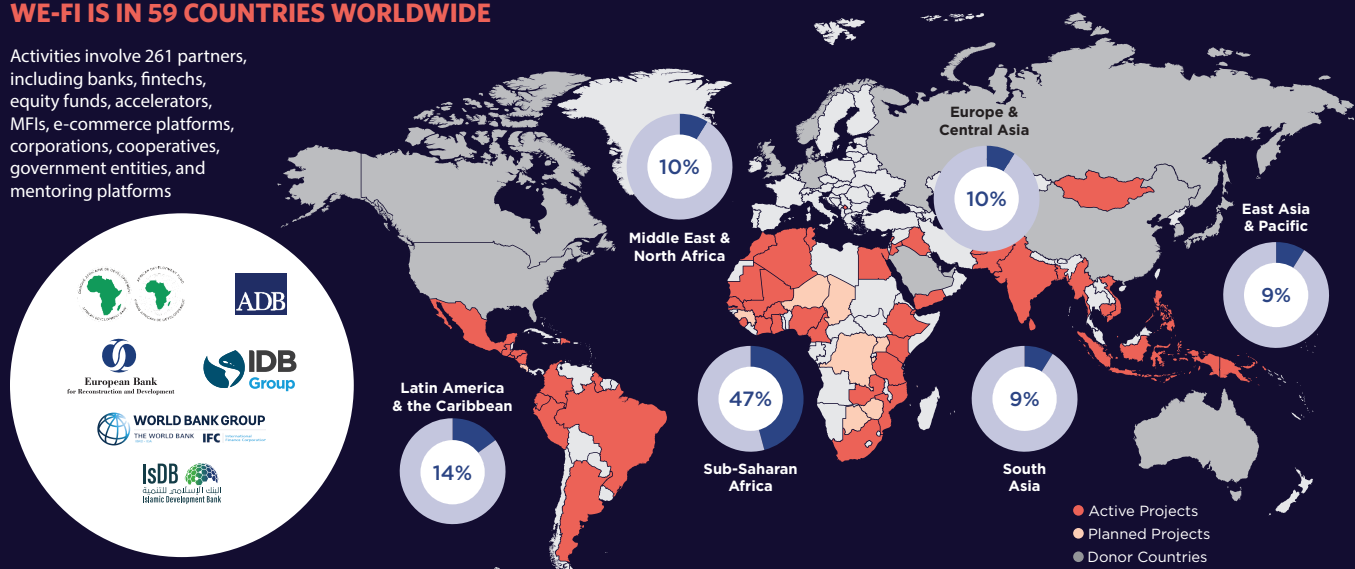 WE-FI IS IN 59 COUNTRIES WORLDWIDE
Activities involve 261 partners,
including banks, fintechs,
equity funds, accelerators,
MFIs, e-commerce platforms,
corporations, cooperatives,
government entities, and
mentoring platforms
ADB
European Bank
for Reconstruction and Development
IDB
Group
WORLD BANK GROUP
THE WORLD BANK
IFC
International
Finance Corporation
IsDB
البنك الإسلامي للتنمية
Islamic Development Bank
10%
Middle East &
North Africa
Europe &
Central Asia
10%
East Asia
& Pacific
9%
Latin America
& the Caribbean
14%
47%
Sub-Saharan
Africa
9%
South
Asia
Active Projects
Planned Projects
Donor Countries